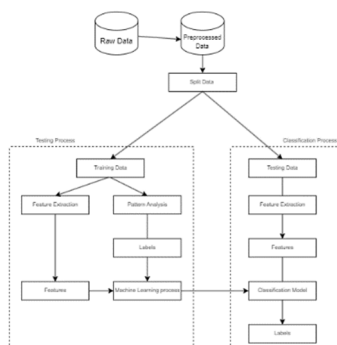 Raw Data
Preprocessed
Data
Split Data
Testing Process
Classification Process
Training Data
Testing Data
Feature Extraction
Pattern Analysis
Feature Extraction
Labels
Features
Features
Machine Learning process
Classification Model
Labels